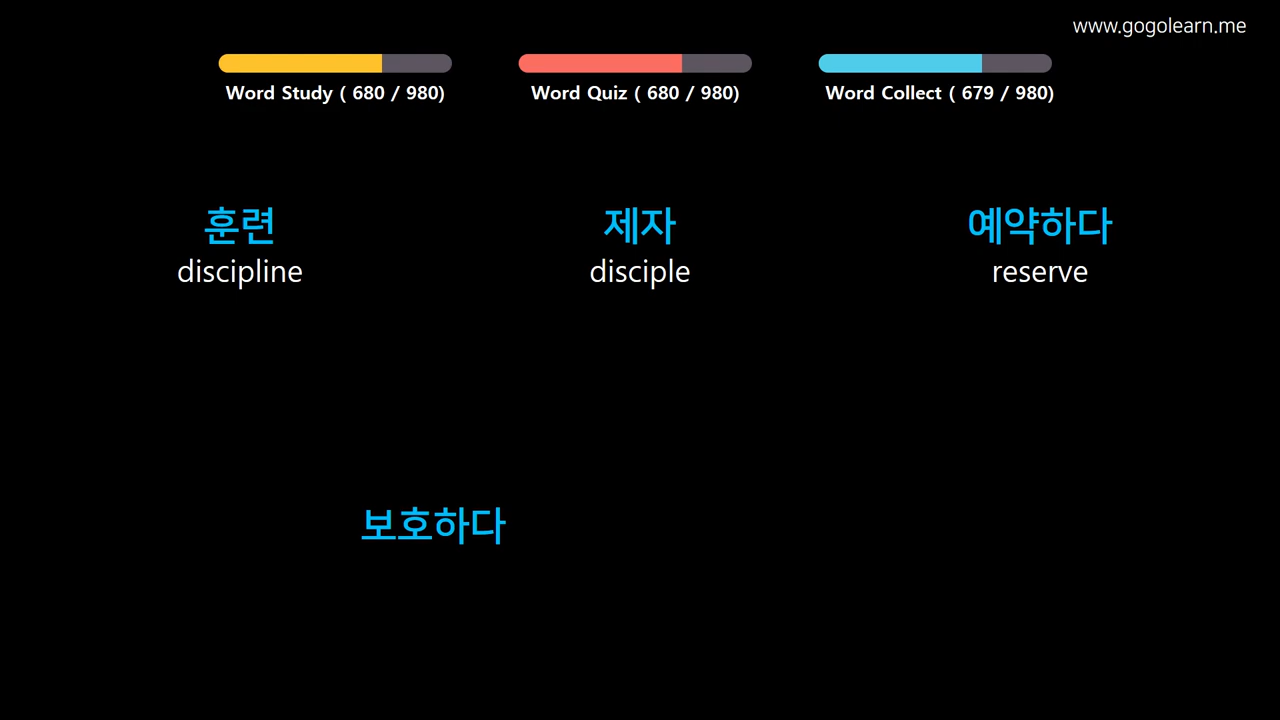 www.gogolearn.me
Word Study ( 680 / 980)
Word Quiz ( 680 / 980)
Word Collect ( 679 / 980)
훈련
discipline
제자
disciple
예약하다
reserve
보호하다